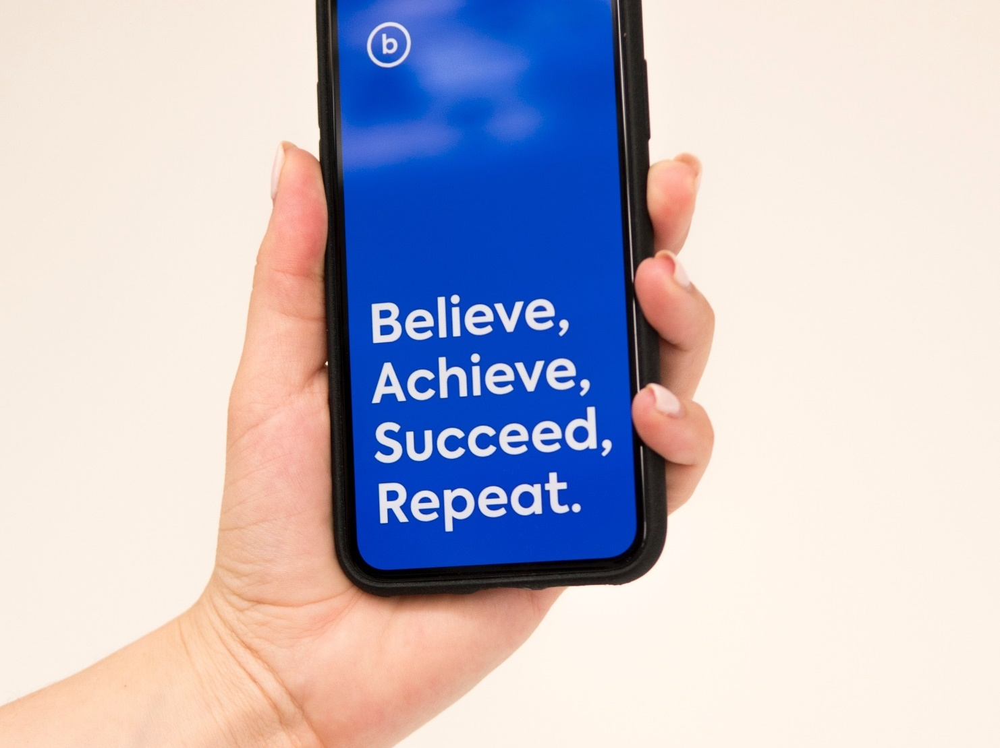 b
Believe,
Achieve,
Succeed,
Repeat.